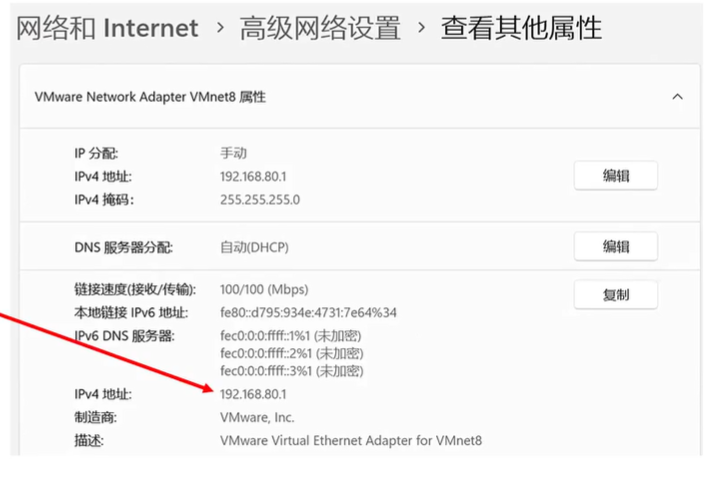 网络和 Internet › 高级网络设置 › 查看其他属性
VMware Network Adapter VMnet8 属性
IP 分配: 手动
IPv4 地址: 192.168.80.1 编辑
IPv4 掩码: 255.255.255.0
DNS 服务器分配: 自动(DHCP) 编辑
链接速度(接收/传输): 100/100 (Mbps) 复制
本地链接 IPv6 地址: fe80::d795:934e:4731:7e64%34
IPv6 DNS 服务器: fec0:0:0:ffff::1%1 (未加密)
fec0:0:0:ffff::2%1 (未加密)
fec0:0:0:ffff::3%1 (未加密)
IPv4 地址: 192.168.80.1
制造商: VMware, Inc.
描述: VMware Virtual Ethernet Adapter for VMnet8